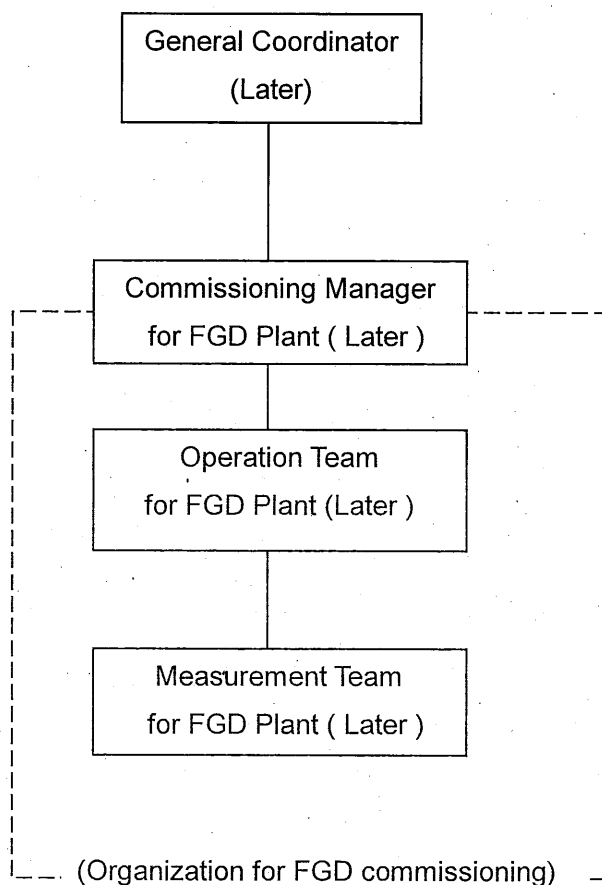 General Coordinator
(Later)
Commissioning Manager
for FGD Plant ( Later )
Operation Team
for FGD Plant (Later )
Measurement Team
for FGD Plant ( Later )
(Organization for FGD commissioning)